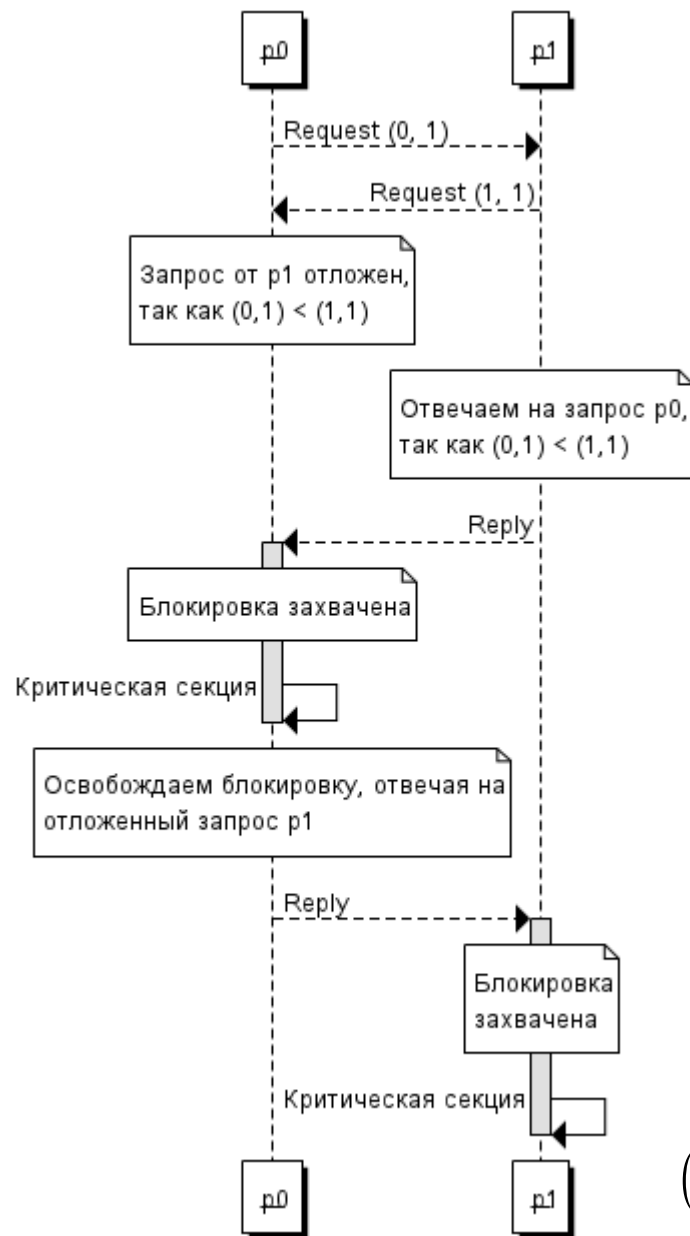 p0 p1
Request (0, 1)
Request (1, 1)
Запрос от p1 отложен,
так как (0,1) < (1,1)
Отвечаем на запрос p0,
так как (0,1) < (1,1)
Reply
Блокировка захвачена
Критическая секция
Освобождаем блокировку, отвечая на
отложенный запрос p1
Reply
Блокировка
захвачена
Критическая секция
p0 p1
(